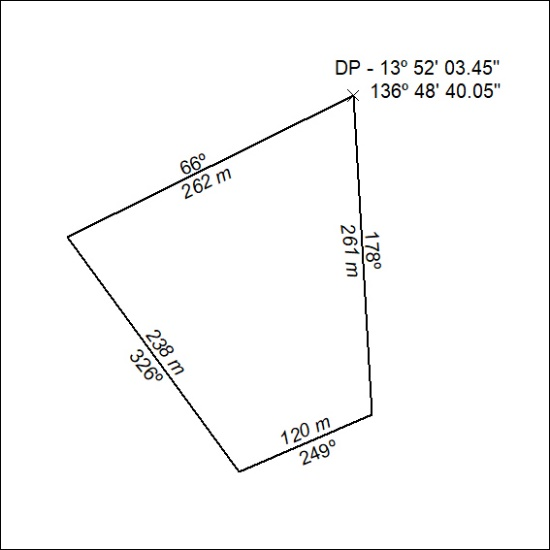 DP - 13º 52' 03.45"
136º 48' 40.05"
66º
262 m
178º
261 m
238 m
326º
120 m
249º